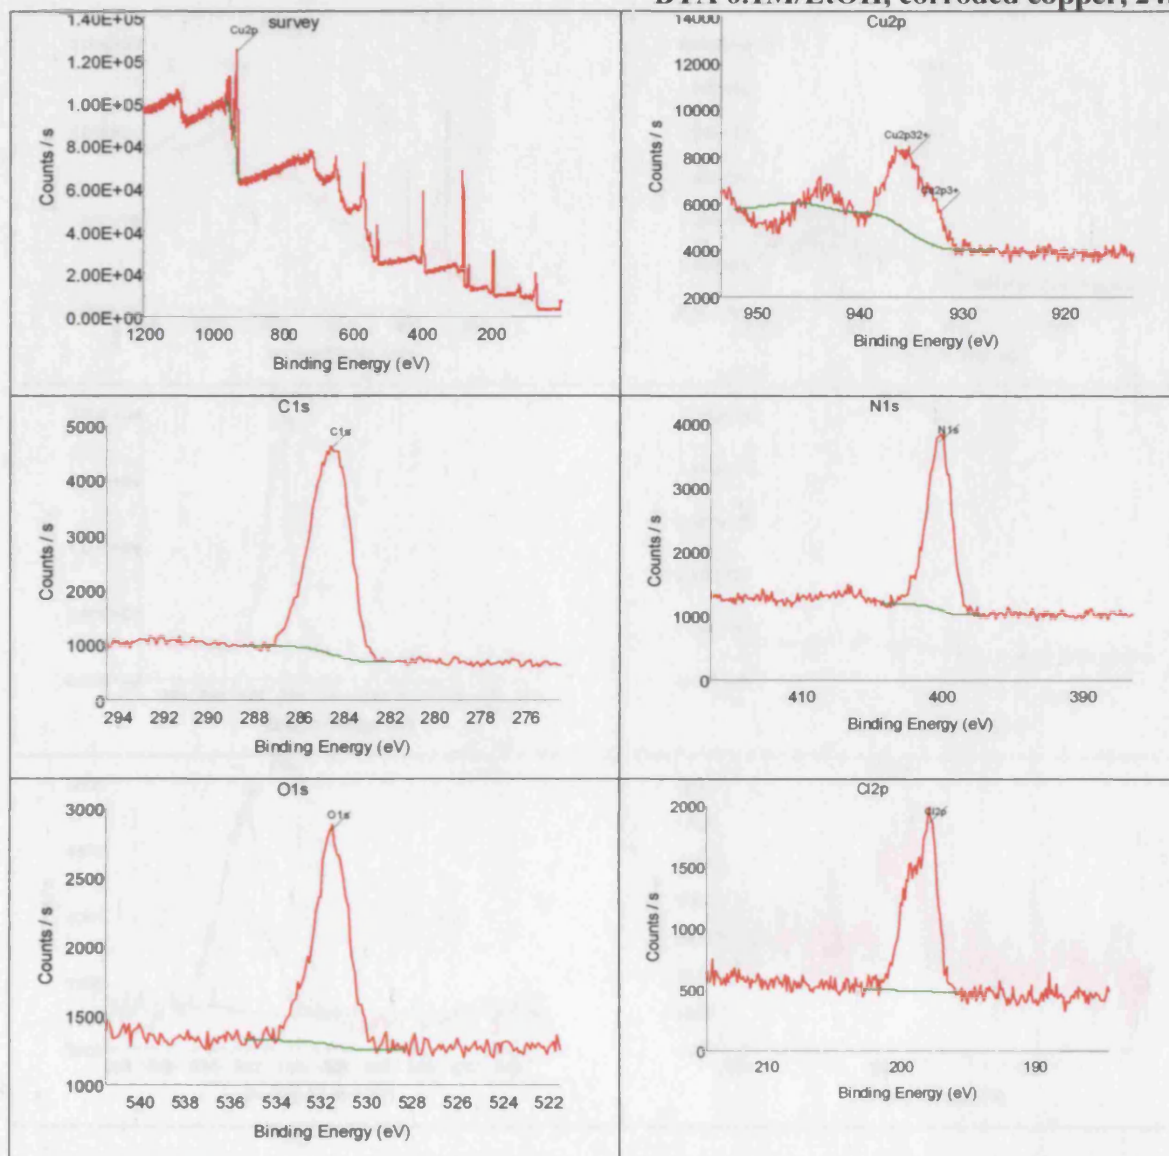 BTA 0.1M/EtOH, corroded copper, 24
survey
Cu2p
1.40E+05
1.20E+05
1.00E+05
8.00E+04
6.00E+04
4.00E+04
2.00E+04
0.00E+00
Counts / s
1200 1000 800 600 400 200
Binding Energy (eV)
Cu2p
14000
12000
10000
8000
6000
4000
2000
Counts / s
Cu2p32+
Cu2p3+
950 940 930 920
Binding Energy (eV)
C1s
5000
4000
3000
2000
1000
0
Counts / s
C1s
294 292 290 288 286 284 282 280 278 276
Binding Energy (eV)
N1s
4000
3000
2000
1000
0
Counts / s
N1s
410 400 390
Binding Energy (eV)
O1s
3000
2500
2000
1500
1000
Counts / s
O1s
540 538 536 534 532 530 528 526 524 522
Binding Energy (eV)
Cl2p
2000
1500
1000
500
0
Counts / s
Cl2p
210 200 190
Binding Energy (eV)